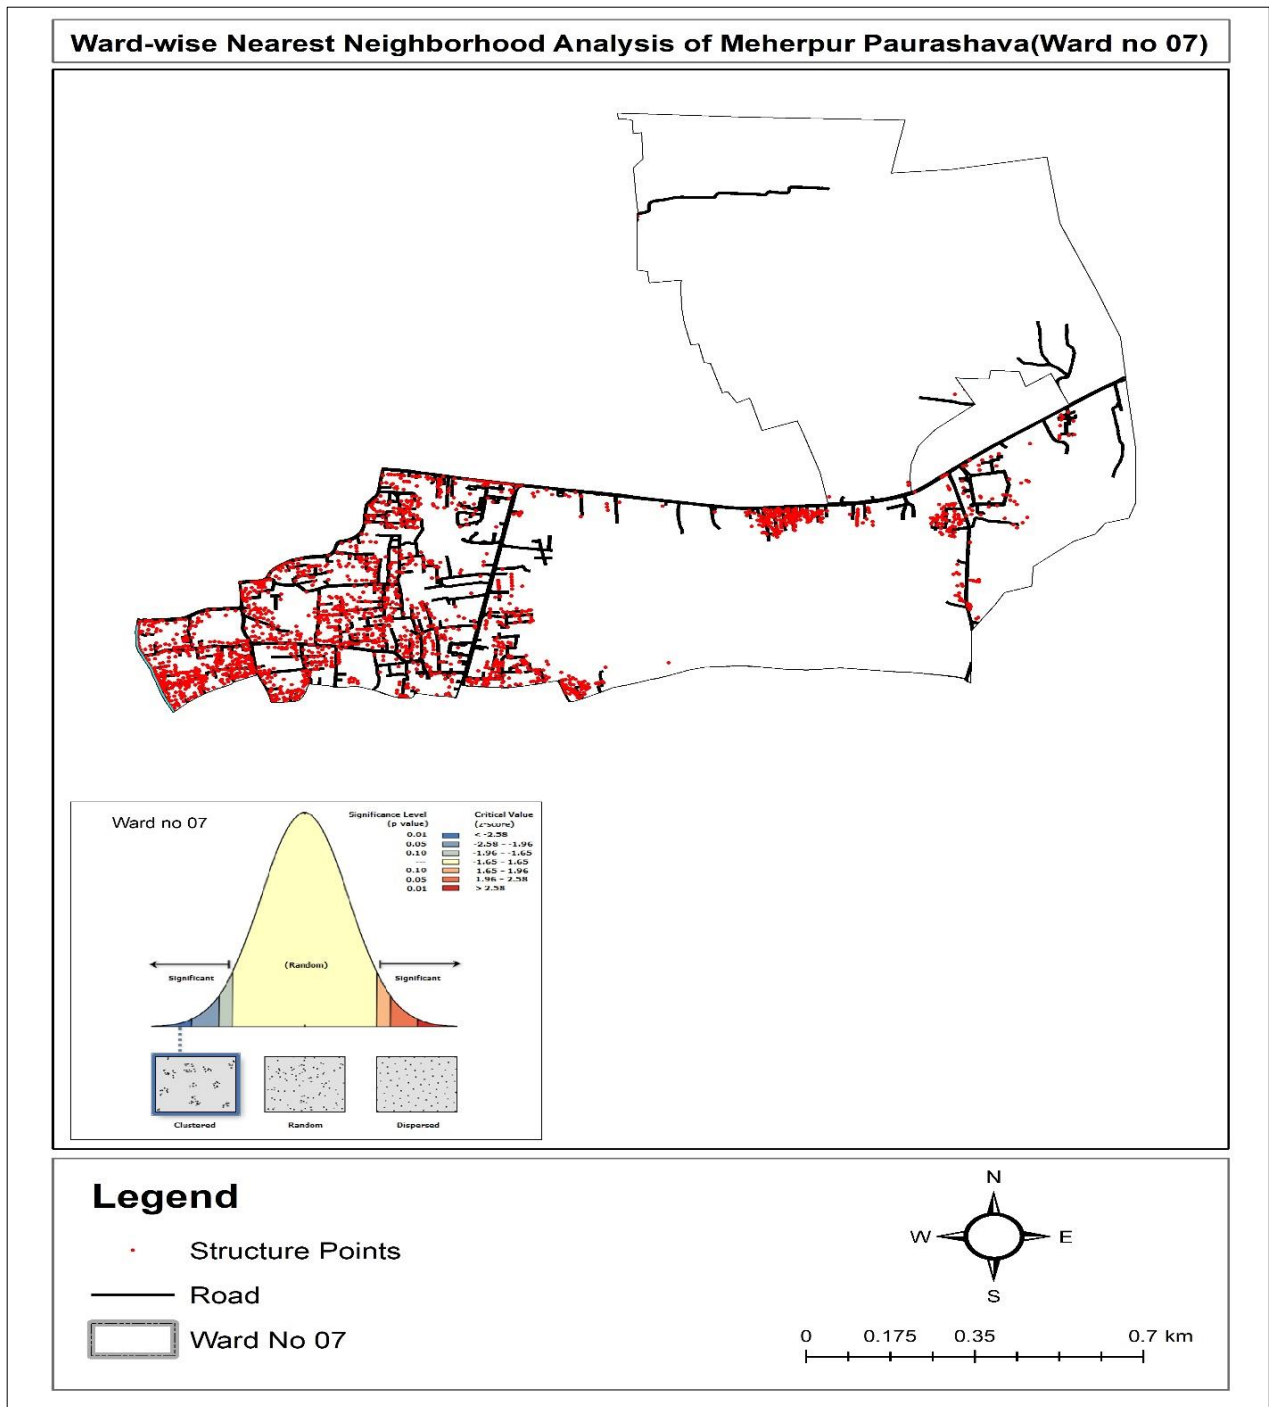 Ward-wise Nearest Neighborhood Analysis of Meherpur Paurashava(Ward no 07)
Ward no 07
Significance Level (p value)
Critical Value (z-score)
0.01 < -2.58
0.05 -2.58 - -1.96
0.10 -1.96 - -1.65
--- -1.65 - 1.65
0.10 1.65 - 1.96
0.05 1.96 - 2.58
0.01 > 2.58
(Random)
Significant Significant
Clustered Random Dispersed
Legend
Structure Points
Road
Ward No 07
N
W E
S
0 0.175 0.35 0.7 km